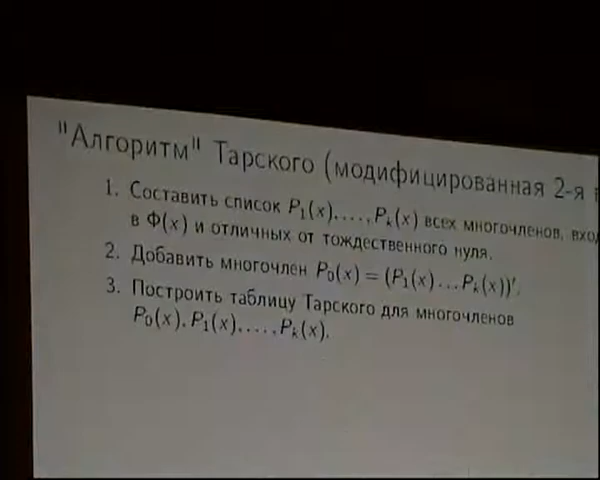 "Алгоритм" Тарского (модифицированная 2-я
1. Составить список P₁(x),...,Pₖ(x) всех многочленов,
в Φ(x) и отличных от тождественного нуля.
2. Добавить многочлен P₀(x) = (P₁(x)...Pₖ(x))′.
3. Построить таблицу Тарского для многочленов
P₀(x), P₁(x),...,Pₖ(x).